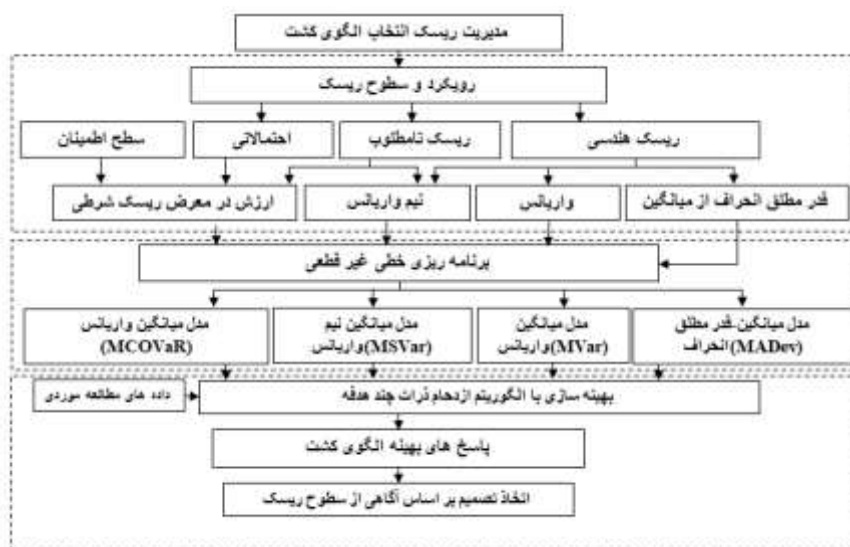 مدیریت ریسک انتخاب الگوی کشت
رویکرد و سطوح ریسک
ریسک هندسی
ریسک نامطلوب
احتمالاتی
سطح اطمینان
قدر مطلق انحراف از میانگین
واریانس
نیم واریانس
ارزش در معرض ریسک شرطی
برنامه ریزی خطی غیر قطعی
مدل میانگین-قدر مطلق
انحراف(MADev)
مدل میانگین
واریانس(MVar)
مدل میانگین نیم
واریانس(MSVar)
مدل میانگین واریانس
(MCOVaR)
بهینه سازی با الگوریتم ازدحام ذرات چند هدفه
داده های مطالعه موردی
پاسخ های بهینه الگوی کشت
اتخاذ تصمیم بر اساس آگاهی از سطوح ریسک